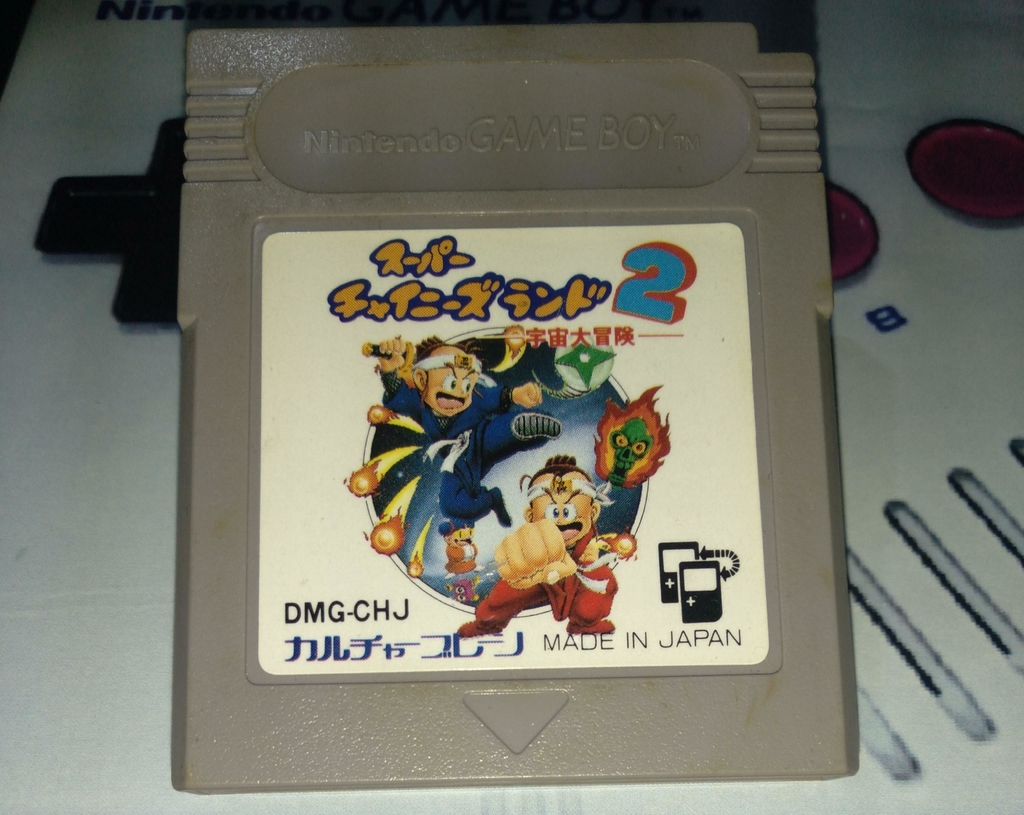 Nintendo GAME BOY™
Nintendo GAME BOY TM
スーパー
チャイニーズランド2
宇宙大冒険
DMG-CHJ
カルチャーブレーン
MADE IN JAPAN
B